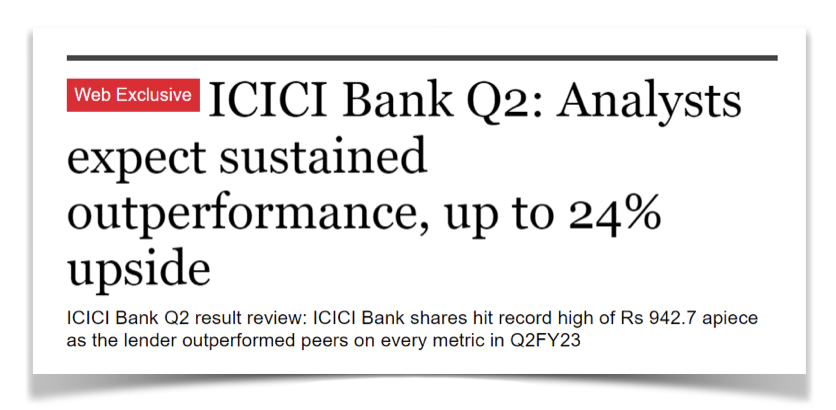 Web Exclusive ICICI Bank Q2: Analysts
expect sustained
outperformance, up to 24%
upside
ICICI Bank Q2 result review: ICICI Bank shares hit record high of Rs 942.7 apiece
as the lender outperformed peers on every metric in Q2FY23